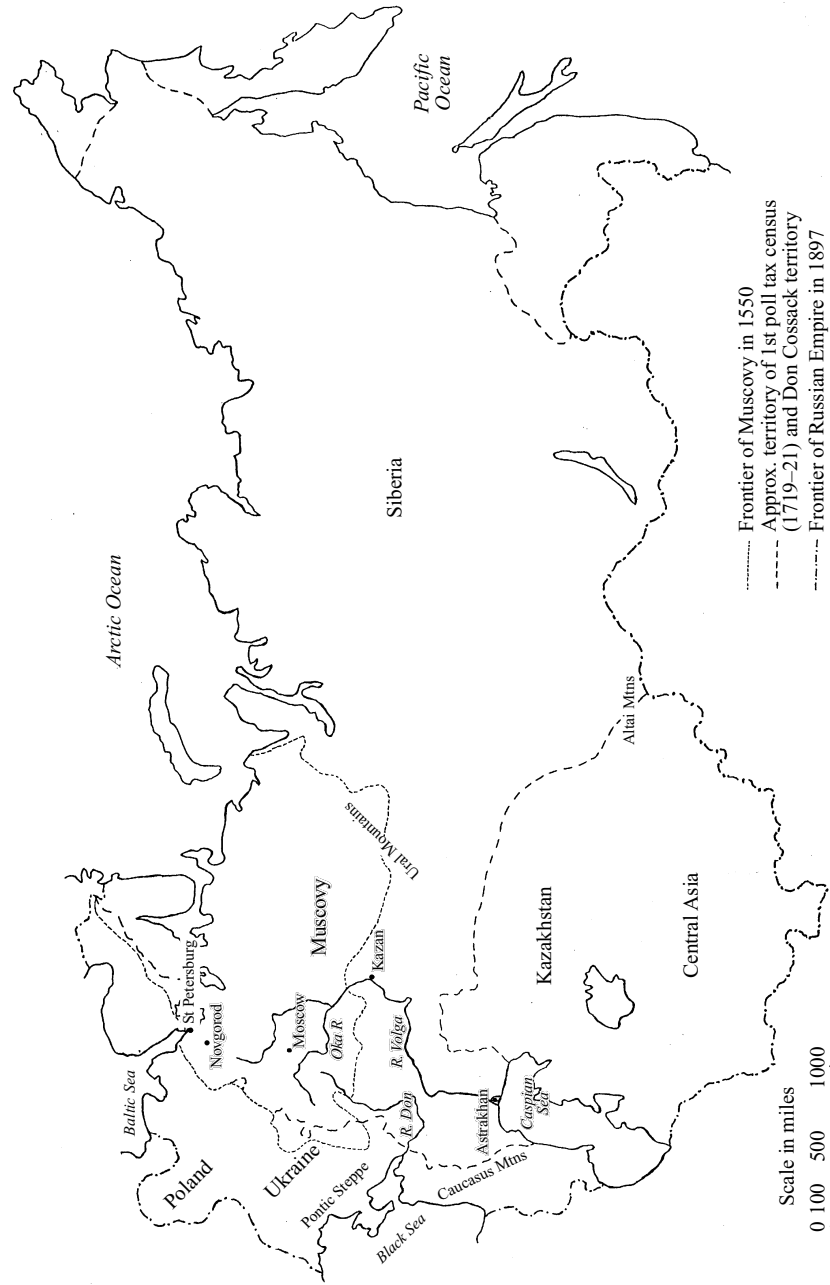 Arctic Ocean
Pacific
Ocean
Siberia
Baltic Sea
Poland
St Petersburg
Novgorod
Muscovy
Ural Mountains
Moscow
Oka R
Kazan
Ukraine
Pontic Steppe
R. Don
R. Volga
Black Sea
Caucasus Mtns
Astrakhan
Caspian
Sea
Kazakhstan
Altai Mtns
Central Asia
Scale in miles
0 100 500 1000
Frontier of Muscovy in 1550
Approx. territory of 1st poll tax census
(1719–21) and Don Cossack territory
Frontier of Russian Empire in 1897